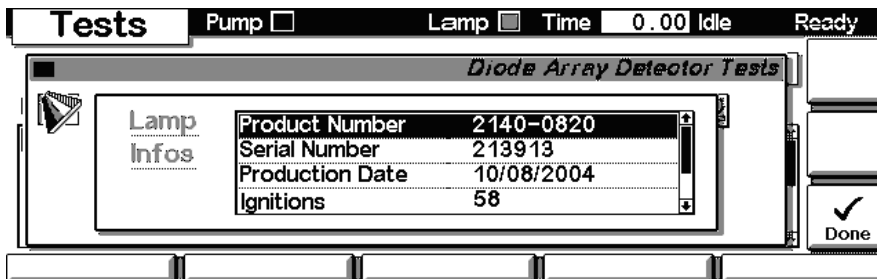 Tests Pump Lamp Time 0.00 Idle Ready
Diode Array Detector Tests
Lamp Infos
Product Number 2140-0820
Serial Number 213913
Production Date 10/08/2004
Ignitions 58
Done